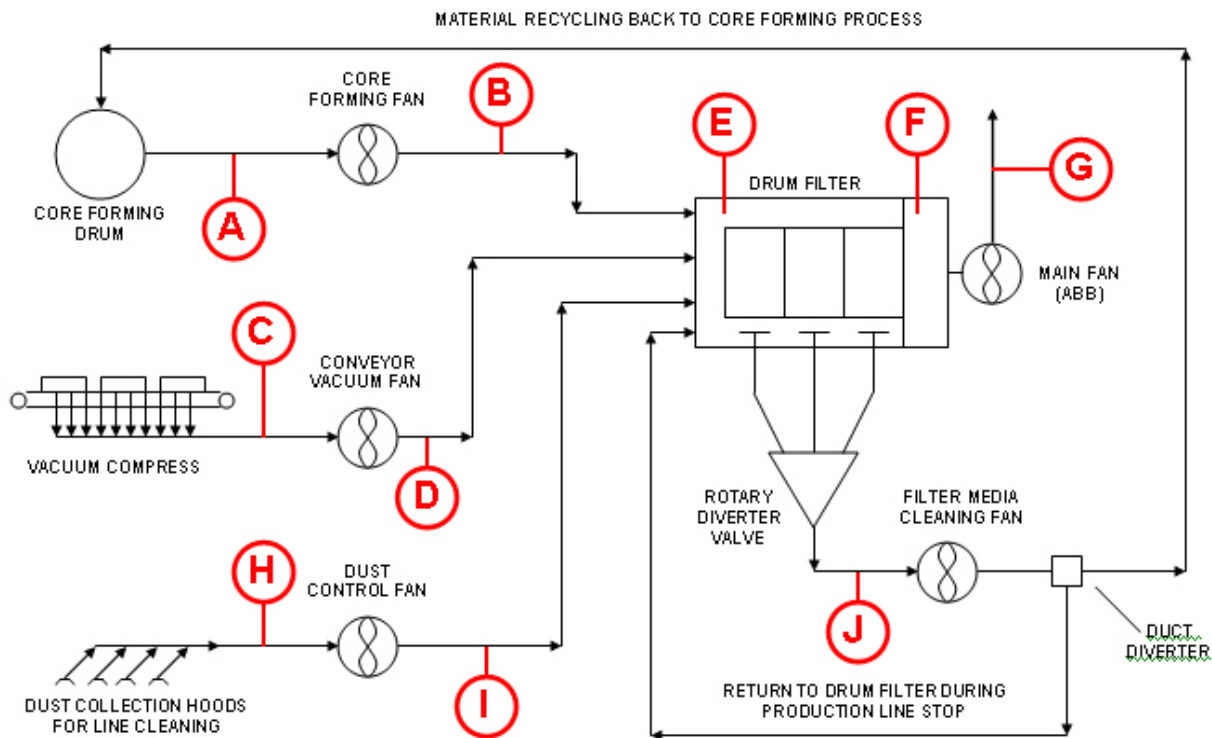 MATERIAL RECYCLING BACK TO CORE FORMING PROCESS
CORE
FORMING FAN
B
E
F
G
A
CORE FORMING
DRUM
DRUM FILTER
MAIN FAN
(ABB)
C
CONVEYOR
VACUUM FAN
VACUUM COMPRESS
D
ROTARY
DIVERTER
VALVE
FILTER MEDIA
CLEANING FAN
H
DUST
CONTROL FAN
J
DUCT
DIVERTER
I
DUST COLLECTION HOODS
FOR LINE CLEANING
RETURN TO DRUM FILTER DURING
PRODUCTION LINE STOP